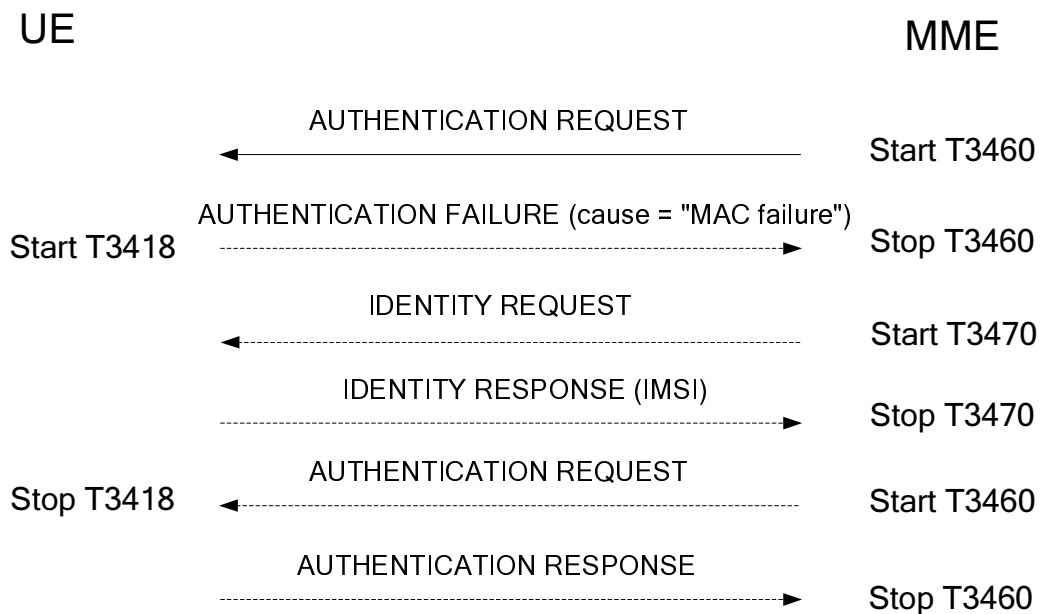 UE
MME
AUTHENTICATION REQUEST
Start T3460
AUTHENTICATION FAILURE (cause = "MAC failure")
Start T3418
Stop T3460
IDENTITY REQUEST
Start T3470
IDENTITY RESPONSE (IMSI)
Stop T3470
AUTHENTICATION REQUEST
Stop T3418
Start T3460
AUTHENTICATION RESPONSE
Stop T3460